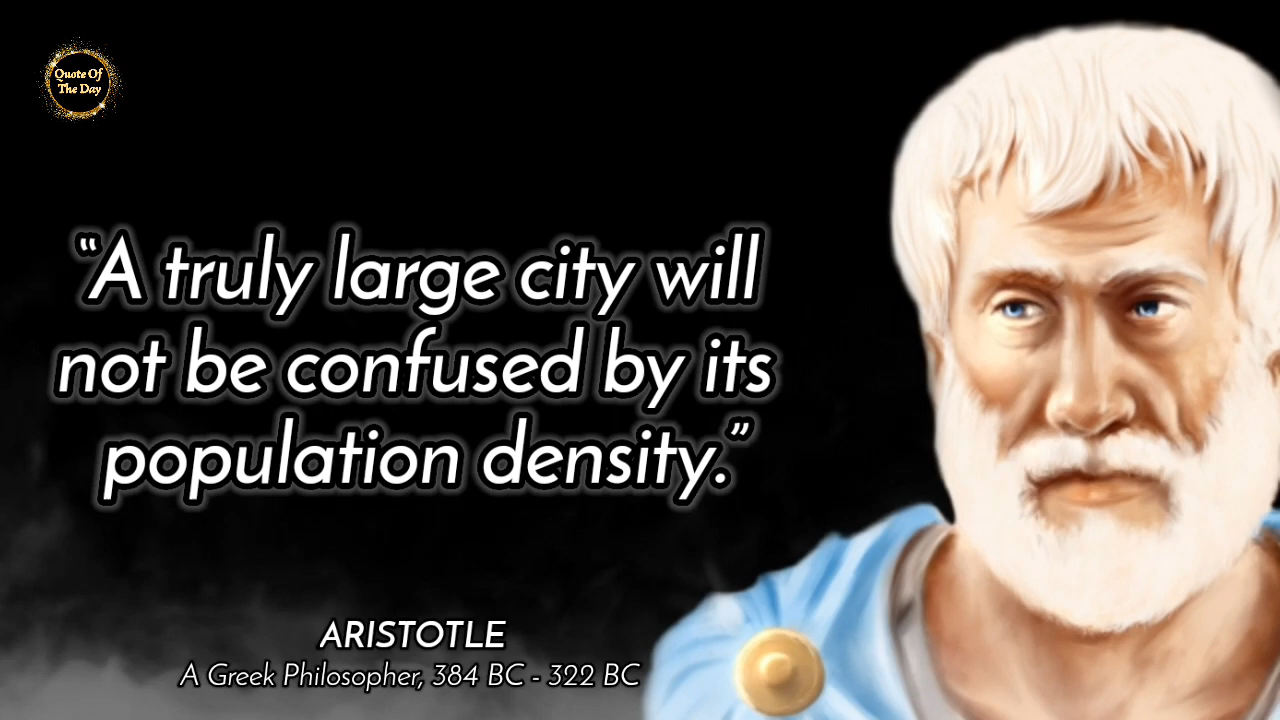 Quote Of
The Day
“A truly large city will
not be confused by its
population density.”
ARISTOTLE
A Greek Philosopher, 384 BC - 322 BC